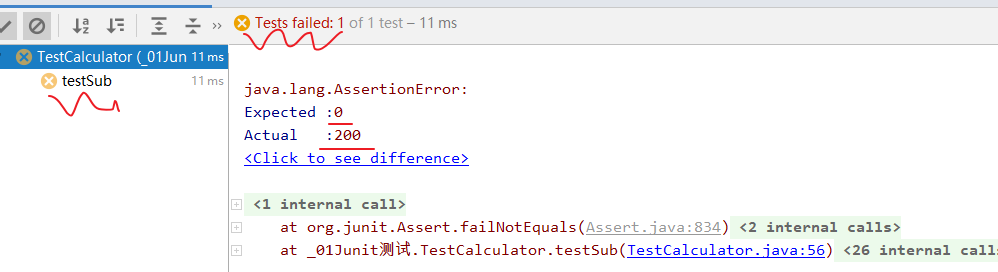 Tests failed: 1 of 1 test – 11 ms
TestCalculator (_01Jun 11 ms
testSub 11 ms
java.lang.AssertionError:
Expected :0
Actual :200
<Click to see difference>
<1 internal call>
at org.junit.Assert.failNotEquals(Assert.java:834) <2 internal calls>
at _01Junit测试.TestCalculator.testSub(TestCalculator.java:56) <26 internal calls